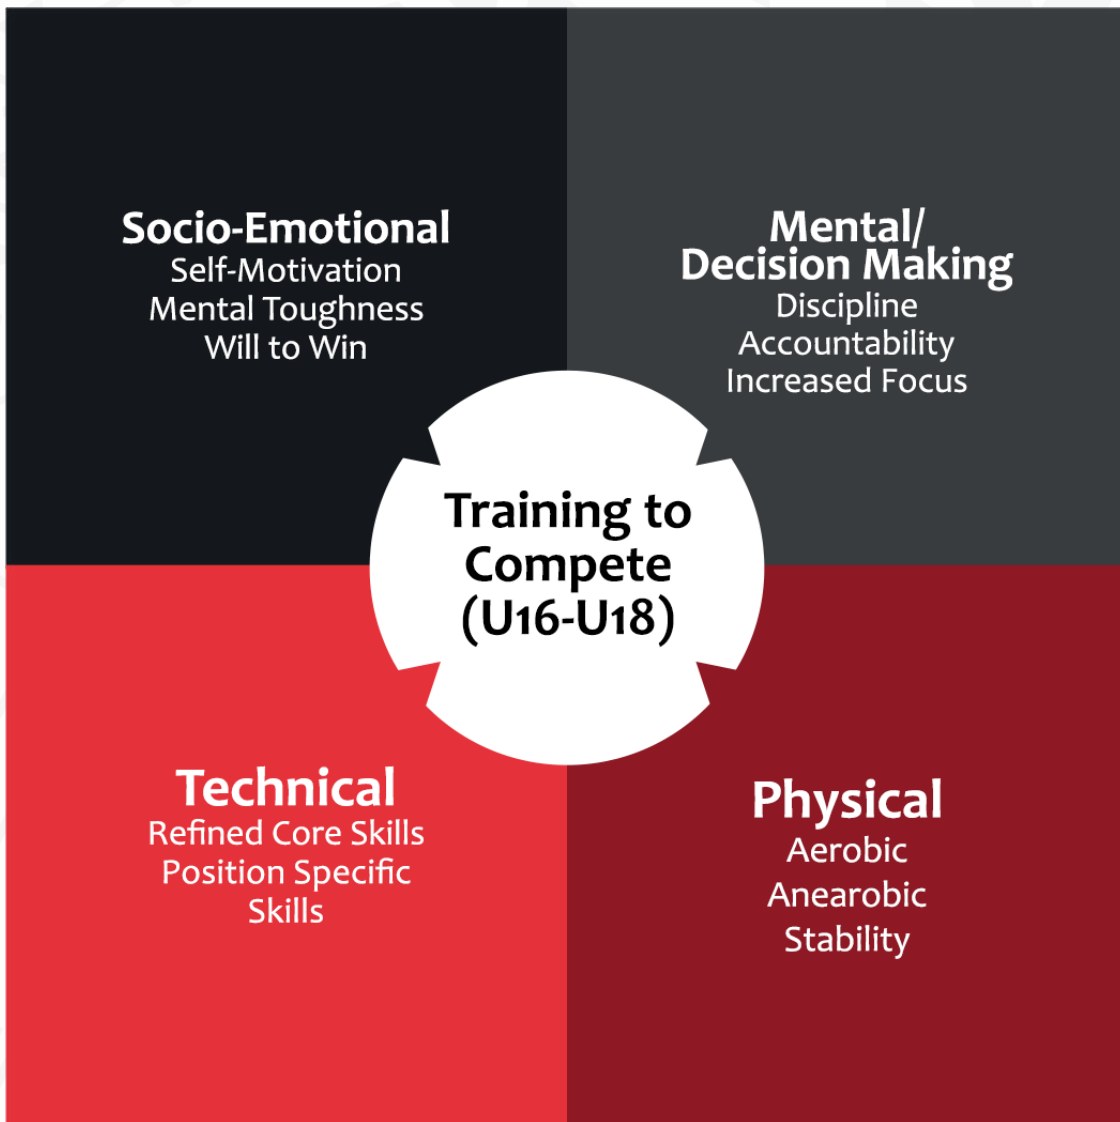 Socio-Emotional
Self-Motivation
Mental Toughness
Will to Win
Mental/
Decision Making
Discipline
Accountability
Increased Focus
Training to
Compete
(U16-U18)
Technical
Refined Core Skills
Position Specific
Skills
Physical
Aerobic
Anearobic
Stability